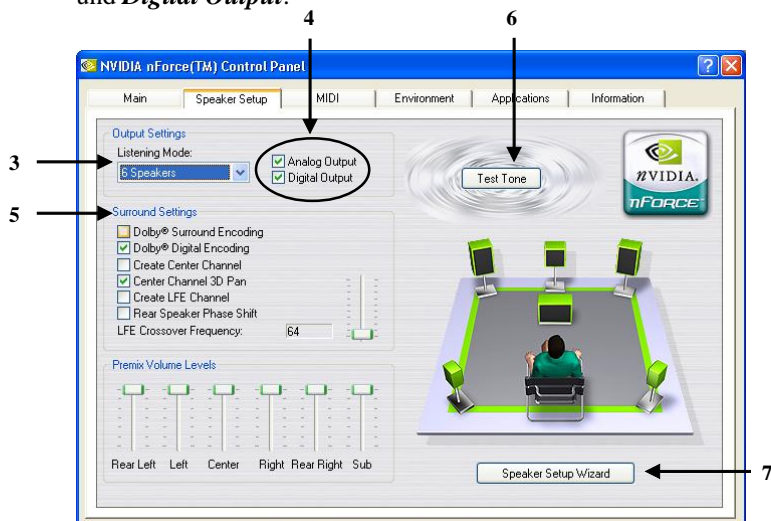 and Digital Output.
4 6
NVIDIA nForce(TM) Control Panel
Main Speaker Setup MIDI Environment Applications Information
Output Settings
3
Listening Mode:
6 Speakers
Analog Output
Digital Output
Test Tone
nVIDIA.
nFORCE
5
Surround Settings
Dolby® Surround Encoding
Dolby® Digital Encoding
Create Center Channel
Center Channel 3D Pan
Create LFE Channel
Rear Speaker Phase Shift
LFE Crossover Frequency: 64
Premix Volume Levels
Rear Left Left Center Right Rear Right Sub
Speaker Setup Wizard
7